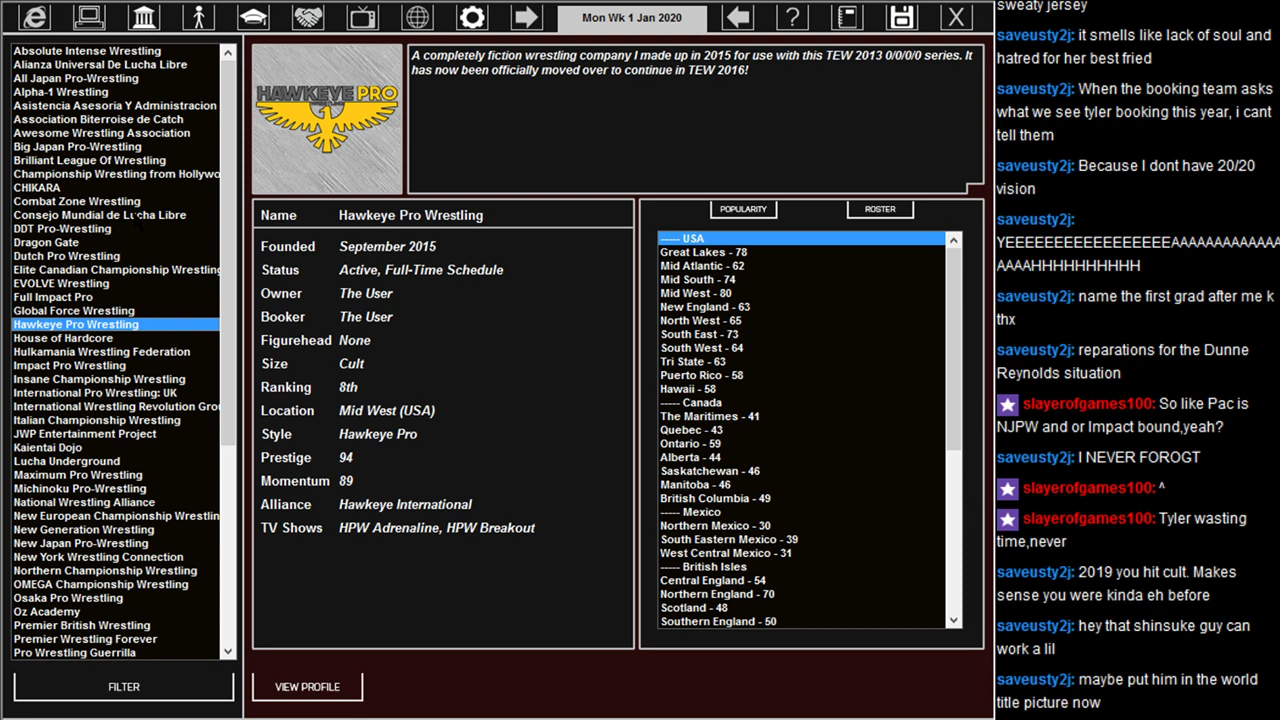 Mon Wk 1 Jan 2020
Absolute Intense Wrestling
Alianza Universal De Lucha Libre
All Japan Pro-Wrestling
Alpha-1 Wrestling
Asistencia Asesoria Y Administracion
Association Biterroise de Catch
Awesome Wrestling Association
Big Japan Pro-Wrestling
Brilliant League Of Wrestling
Championship Wrestling from Hollywo
CHIKARA
Combat Zone Wrestling
Consejo Mundial de Lucha Libre
DDT Pro-Wrestling
Dragon Gate
Dutch Pro Wrestling
Elite Canadian Championship Wrestling
EVOLVE Wrestling
Full Impact Pro
Global Force Wrestling
Hawkeye Pro Wrestling
House of Hardcore
Hulkamania Wrestling Federation
Impact Pro Wrestling
Insane Championship Wrestling
International Pro Wrestling: UK
International Wrestling Revolution Grou
Italian Championship Wrestling
JWP Entertainment Project
Kaientai Dojo
Lucha Underground
Maximum Pro Wrestling
Michinoku Pro-Wrestling
National Wrestling Alliance
New European Championship Wrestlin
New Generation Wrestling
New Japan Pro-Wrestling
New York Wrestling Connection
Northern Championship Wrestling
OMEGA Championship Wrestling
Osaka Pro Wrestling
Oz Academy
Premier British Wrestling
Premier Wrestling Forever
Pro Wrestling Guerrilla
FILTER
HAWKEYE PRO
A completely fiction wrestling company I made up in 2015 for use with this TEW 2013 0/0/0/0 series. It
has now been officially moved over to continue in TEW 2016!
Name Hawkeye Pro Wrestling
Founded September 2015
Status Active, Full-Time Schedule
Owner The User
Booker The User
Figurehead None
Size Cult
Ranking 8th
Location Mid West (USA)
Style Hawkeye Pro
Prestige 94
Momentum 89
Alliance Hawkeye International
TV Shows HPW Adrenaline, HPW Breakout
VIEW PROFILE
POPULARITY
ROSTER
----- USA
Great Lakes - 78
Mid Atlantic - 62
Mid South - 74
Mid West - 80
New England - 63
North West - 65
South East - 73
South West - 64
Tri State - 63
Puerto Rico - 58
Hawaii - 58
----- Canada
The Maritimes - 41
Quebec - 43
Ontario - 59
Alberta - 44
Saskatchewan - 46
Manitoba - 46
British Columbia - 49
----- Mexico
Northern Mexico - 30
South Eastern Mexico - 39
West Central Mexico - 31
----- British Isles
Central England - 54
Northern England - 70
Scotland - 48
Southern England - 50
sweaty jersey
saveusty2j: it smells like lack of soul and
hatred for her best fried
saveusty2j: When the booking team asks
what we see tyler booking this year, i cant
tell them
saveusty2j: Because I dont have 20/20
vision
saveusty2j:
YEEEEEEEEEEEEEEEEEAAAAAAAAAAAAA
AAAAHHHHHHHHHHH
saveusty2j: name the first grad after me k
thx
saveusty2j: reparations for the Dunne
Reynolds situation
slayerofgames100: So like Pac is
NJPW and or Impact bound,yeah?
saveusty2j: I NEVER FOROGT
slayerofgames100: ^
slayerofgames100: Tyler wasting
time,never
saveusty2j: 2019 you hit cult. Makes
sense you were kinda eh before
saveusty2j: hey that shinsuke guy can
work a lil
saveusty2j: maybe put him in the world
title picture now